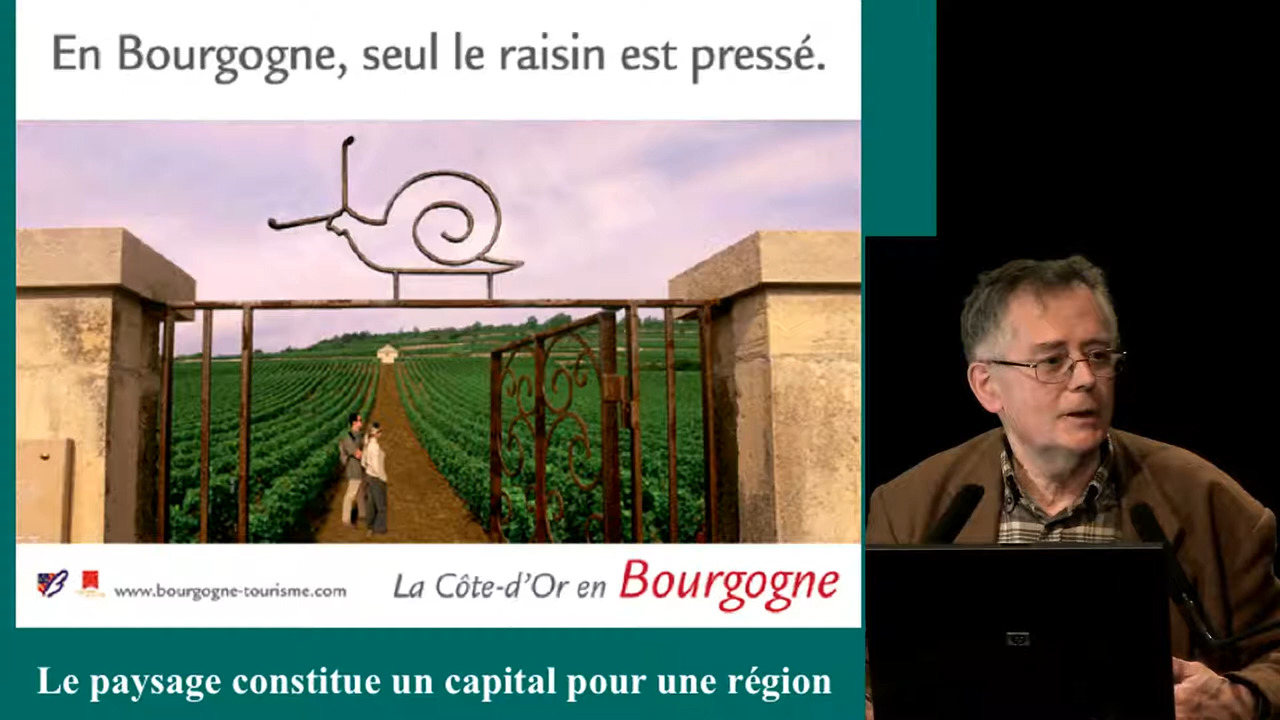 En Bourgogne, seul le raisin est pressé.
www.bourgogne-tourisme.com
La Côte-d'Or en Bourgogne
Le paysage constitue un capital pour une région